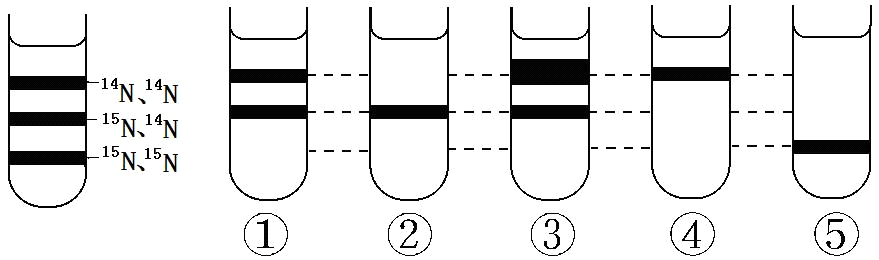 ¹⁴N、¹⁴N
¹⁵N、¹⁴N
¹⁵N、¹⁵N
① ② ③ ④ ⑤